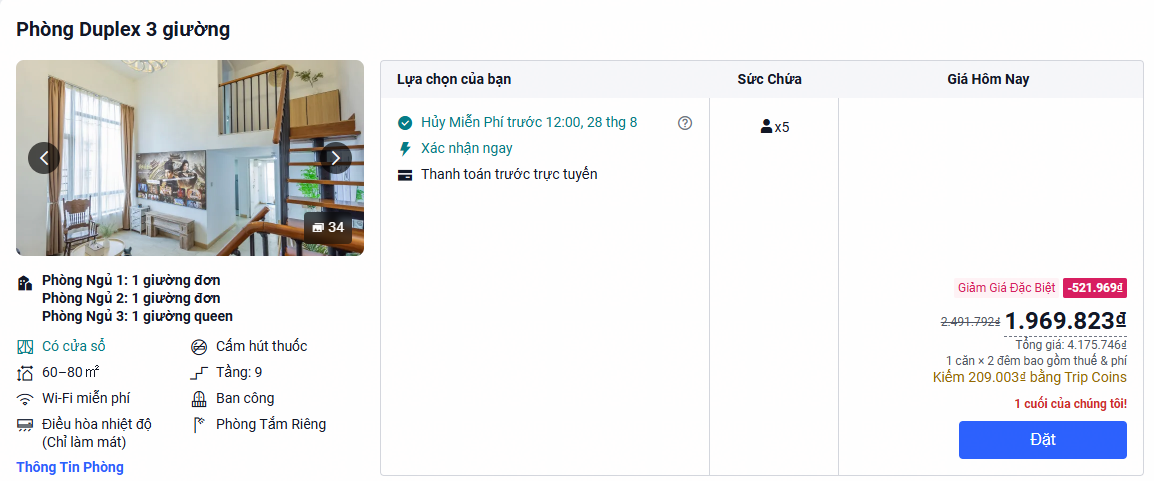 Phòng Duplex 3 giường
34
Phòng Ngủ 1: 1 giường đơn
Phòng Ngủ 2: 1 giường đơn
Phòng Ngủ 3: 1 giường queen
Có cửa sổ
Cấm hút thuốc
60–80㎡
Tầng: 9
Wi-Fi miễn phí
Ban công
Điều hòa nhiệt độ
(Chỉ làm mát)
Phòng Tắm Riêng
Thông Tin Phòng
Lựa chọn của bạn
Sức Chứa
Giá Hôm Nay
Hủy Miễn Phí trước 12:00, 28 thg 8
Xác nhận ngay
Thanh toán trước trực tuyến
x5
Giảm Giá Đặc Biệt -521.969₫
2.491.792₫ 1.969.823₫
Tổng giá: 4.175.746₫
1 căn × 2 đêm bao gồm thuế & phí
Kiếm 209.003₫ bằng Trip Coins
1 cuối của chúng tôi!
Đặt